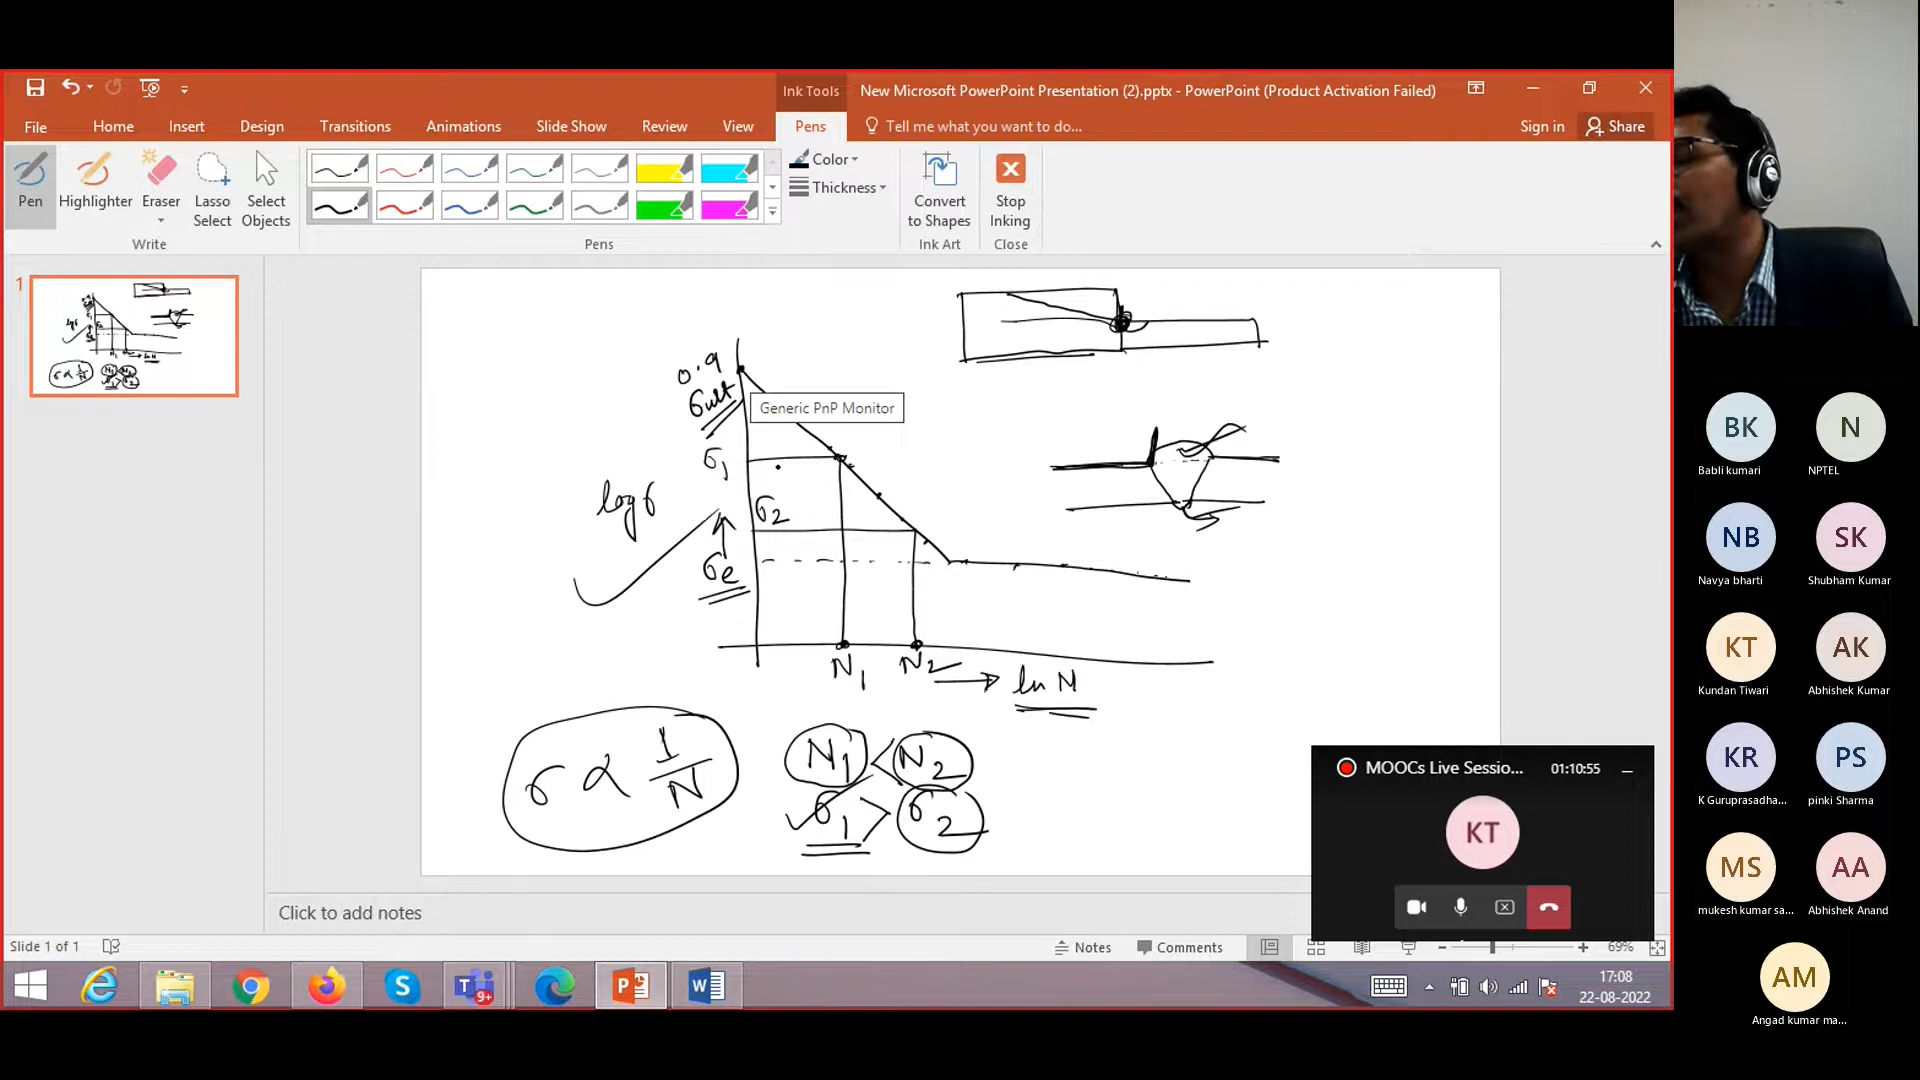 Ink Tools
New Microsoft PowerPoint Presentation (2).pptx - PowerPoint (Product Activation Failed)
File Home Insert Design Transitions Animations Slide Show Review View Pens Tell me what you want to do... Sign in Share
Pen
Highlighter
Eraser
Lasso Select
Select Objects
Write
Pens
Color
Thickness
Convert to Shapes
Ink Art
Stop Inking
Close
1
0.9
σult
Generic PnP Monitor
σ1
log σ
σ2
σe
N1 N2
ln N
σ ∝ 1/N
N1 < N2
σ1 > σ2
MOOCs Live Sessio... 01:10:55
KT
Click to add notes
Slide 1 of 1
Notes Comments 69%
9+
17:08
22-08-2022
BK
Babli kumari
N
NPTEL
NB
Navya bharti
SK
Shubham Kumar
KT
Kundan Tiwari
AK
Abhishek Kumar
KR
K Guruprasadha...
PS
pinki Sharma
MS
mukesh kumar sa...
AA
Abhishek Anand
AM
Angad kumar ma...